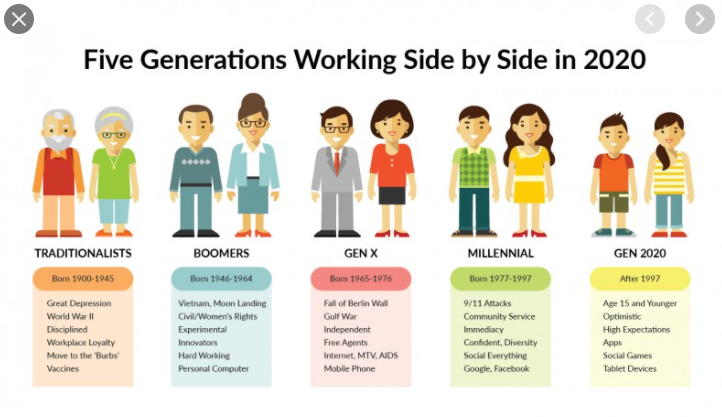 Five Generations Working Side by Side in 2020
TRADITIONALISTS
Born 1900-1945
Great Depression
World War II
Disciplined
Workplace Loyalty
Move to the 'Burbs'
Vaccines
BOOMERS
Born 1946-1964
Vietnam, Moon Landing
Civil/Women's Rights
Experimental
Innovators
Hard Working
Personal Computer
GEN X
Born 1965-1976
Fall of Berlin Wall
Gulf War
Independent
Free Agents
Internet, MTV, AIDS
Mobile Phone
MILLENNIAL
Born 1977-1997
9/11 Attacks
Community Service
Immediacy
Confident, Diversity
Social Everything
Google, Facebook
GEN 2020
After 1997
Age 15 and Younger
Optimistic
High Expectations
Apps
Social Games
Tablet Devices